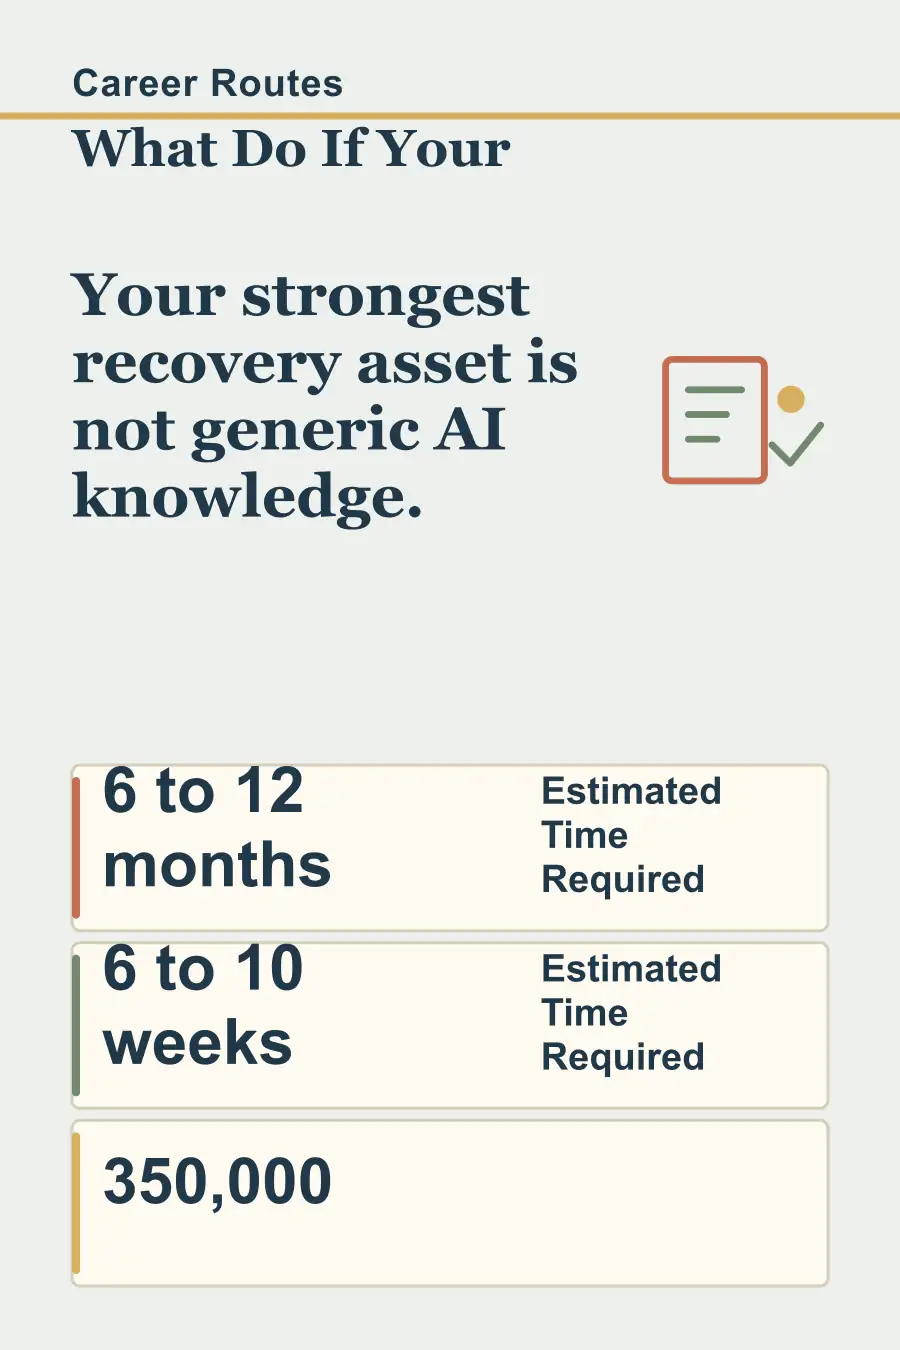 Career Routes
What Do If Your
Your strongest
recovery asset is
not generic AI
knowledge.
6 to 12
months
Estimated
Time
Required
6 to 10
weeks
Estimated
Time
Required
350,000